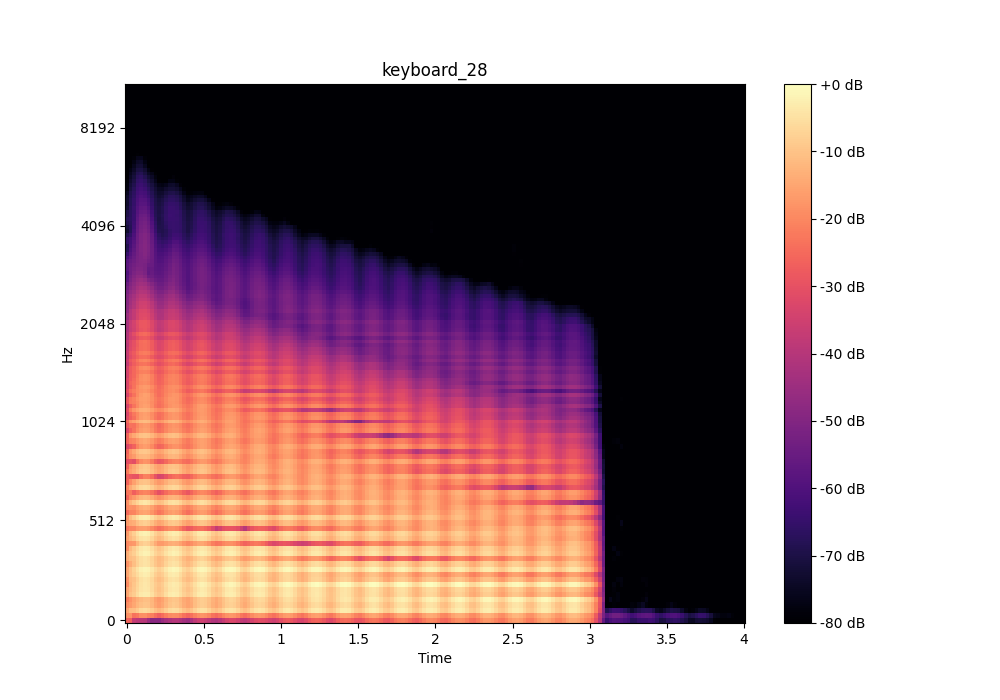 keyboard_28
8192
4096
2048
1024
512
0
Hz
0
0.5
1
1.5
2
2.5
3
3.5
4
Time
+0 dB
-10 dB
-20 dB
-30 dB
-40 dB
-50 dB
-60 dB
-70 dB
-80 dB